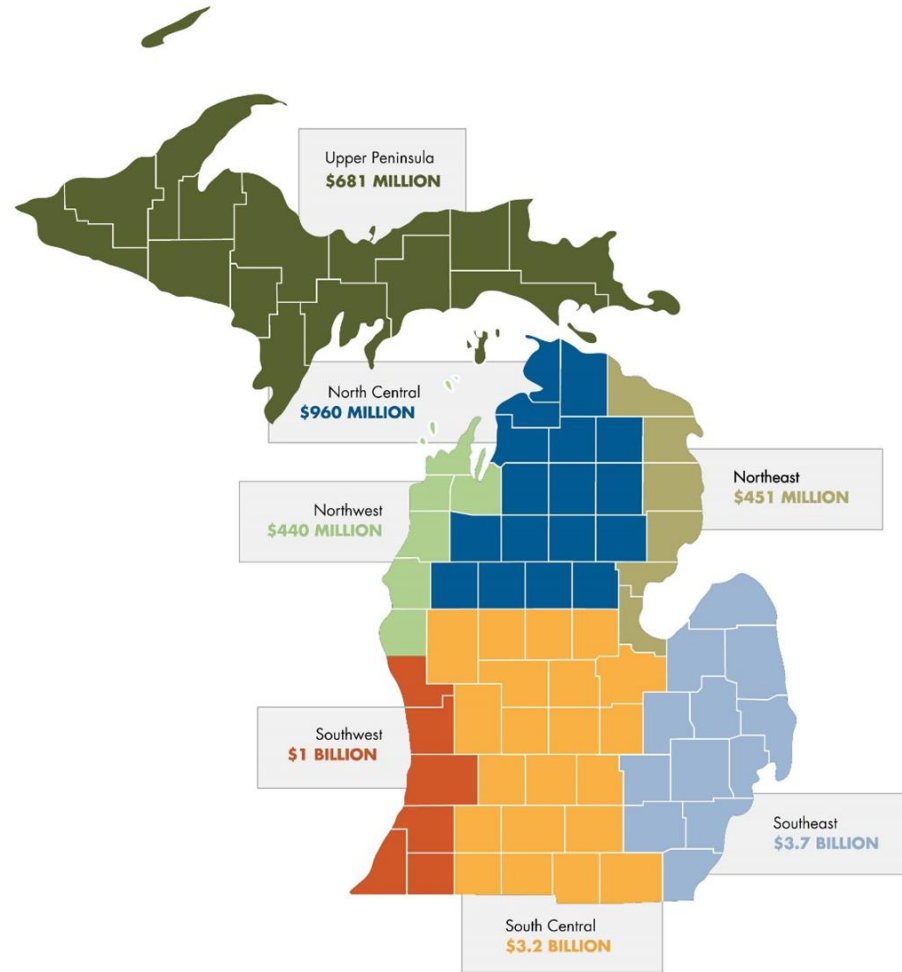 Upper Peninsula
$681 MILLION
North Central
$960 MILLION
Northeast
$451 MILLION
Northwest
$440 MILLION
Southwest
$1 BILLION
Southeast
$3.7 BILLION
South Central
$3.2 BILLION